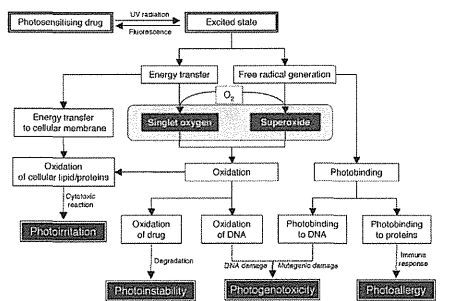 Photosensitising drug
UV radiation
Fluorescence
Excited state
Energy transfer
Free radical generation
O2
Energy transfer
to cellular membrane
Singlet oxygen
Superoxide
Oxidation
of cellular lipid/proteins
Oxidation
Photobinding
Cytotoxic
reaction
Photoirritation
Oxidation
of drug
Oxidation
of DNA
Photobinding
to DNA
Photobinding
to proteins
Degradation
DNA damage
Mutagenic damage
Immune
response
Photoinstability
Photogenotoxicity
Photoallergy